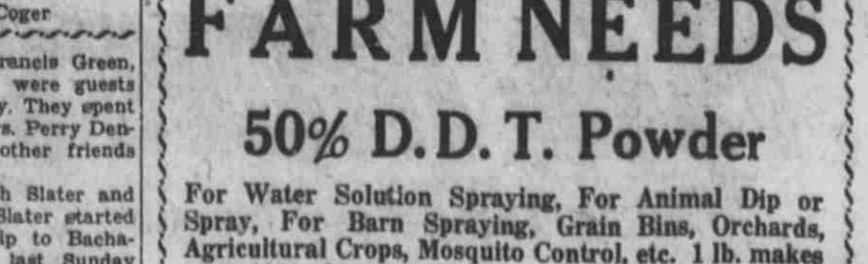 Coger
rancis Green,
were guests
y. They spent
s. Perry Den-
other friends
h Slater and
Slater started
ip to Bacha-
last Sunday
FARM NEEDS
50% D. D. T. Powder
For Water Solution Spraying, For Animal Dip or
Spray, For Barn Spraying, Grain Bins, Orchards,
Agricultural Crops, Mosquito Control, etc. 1 lb. makes